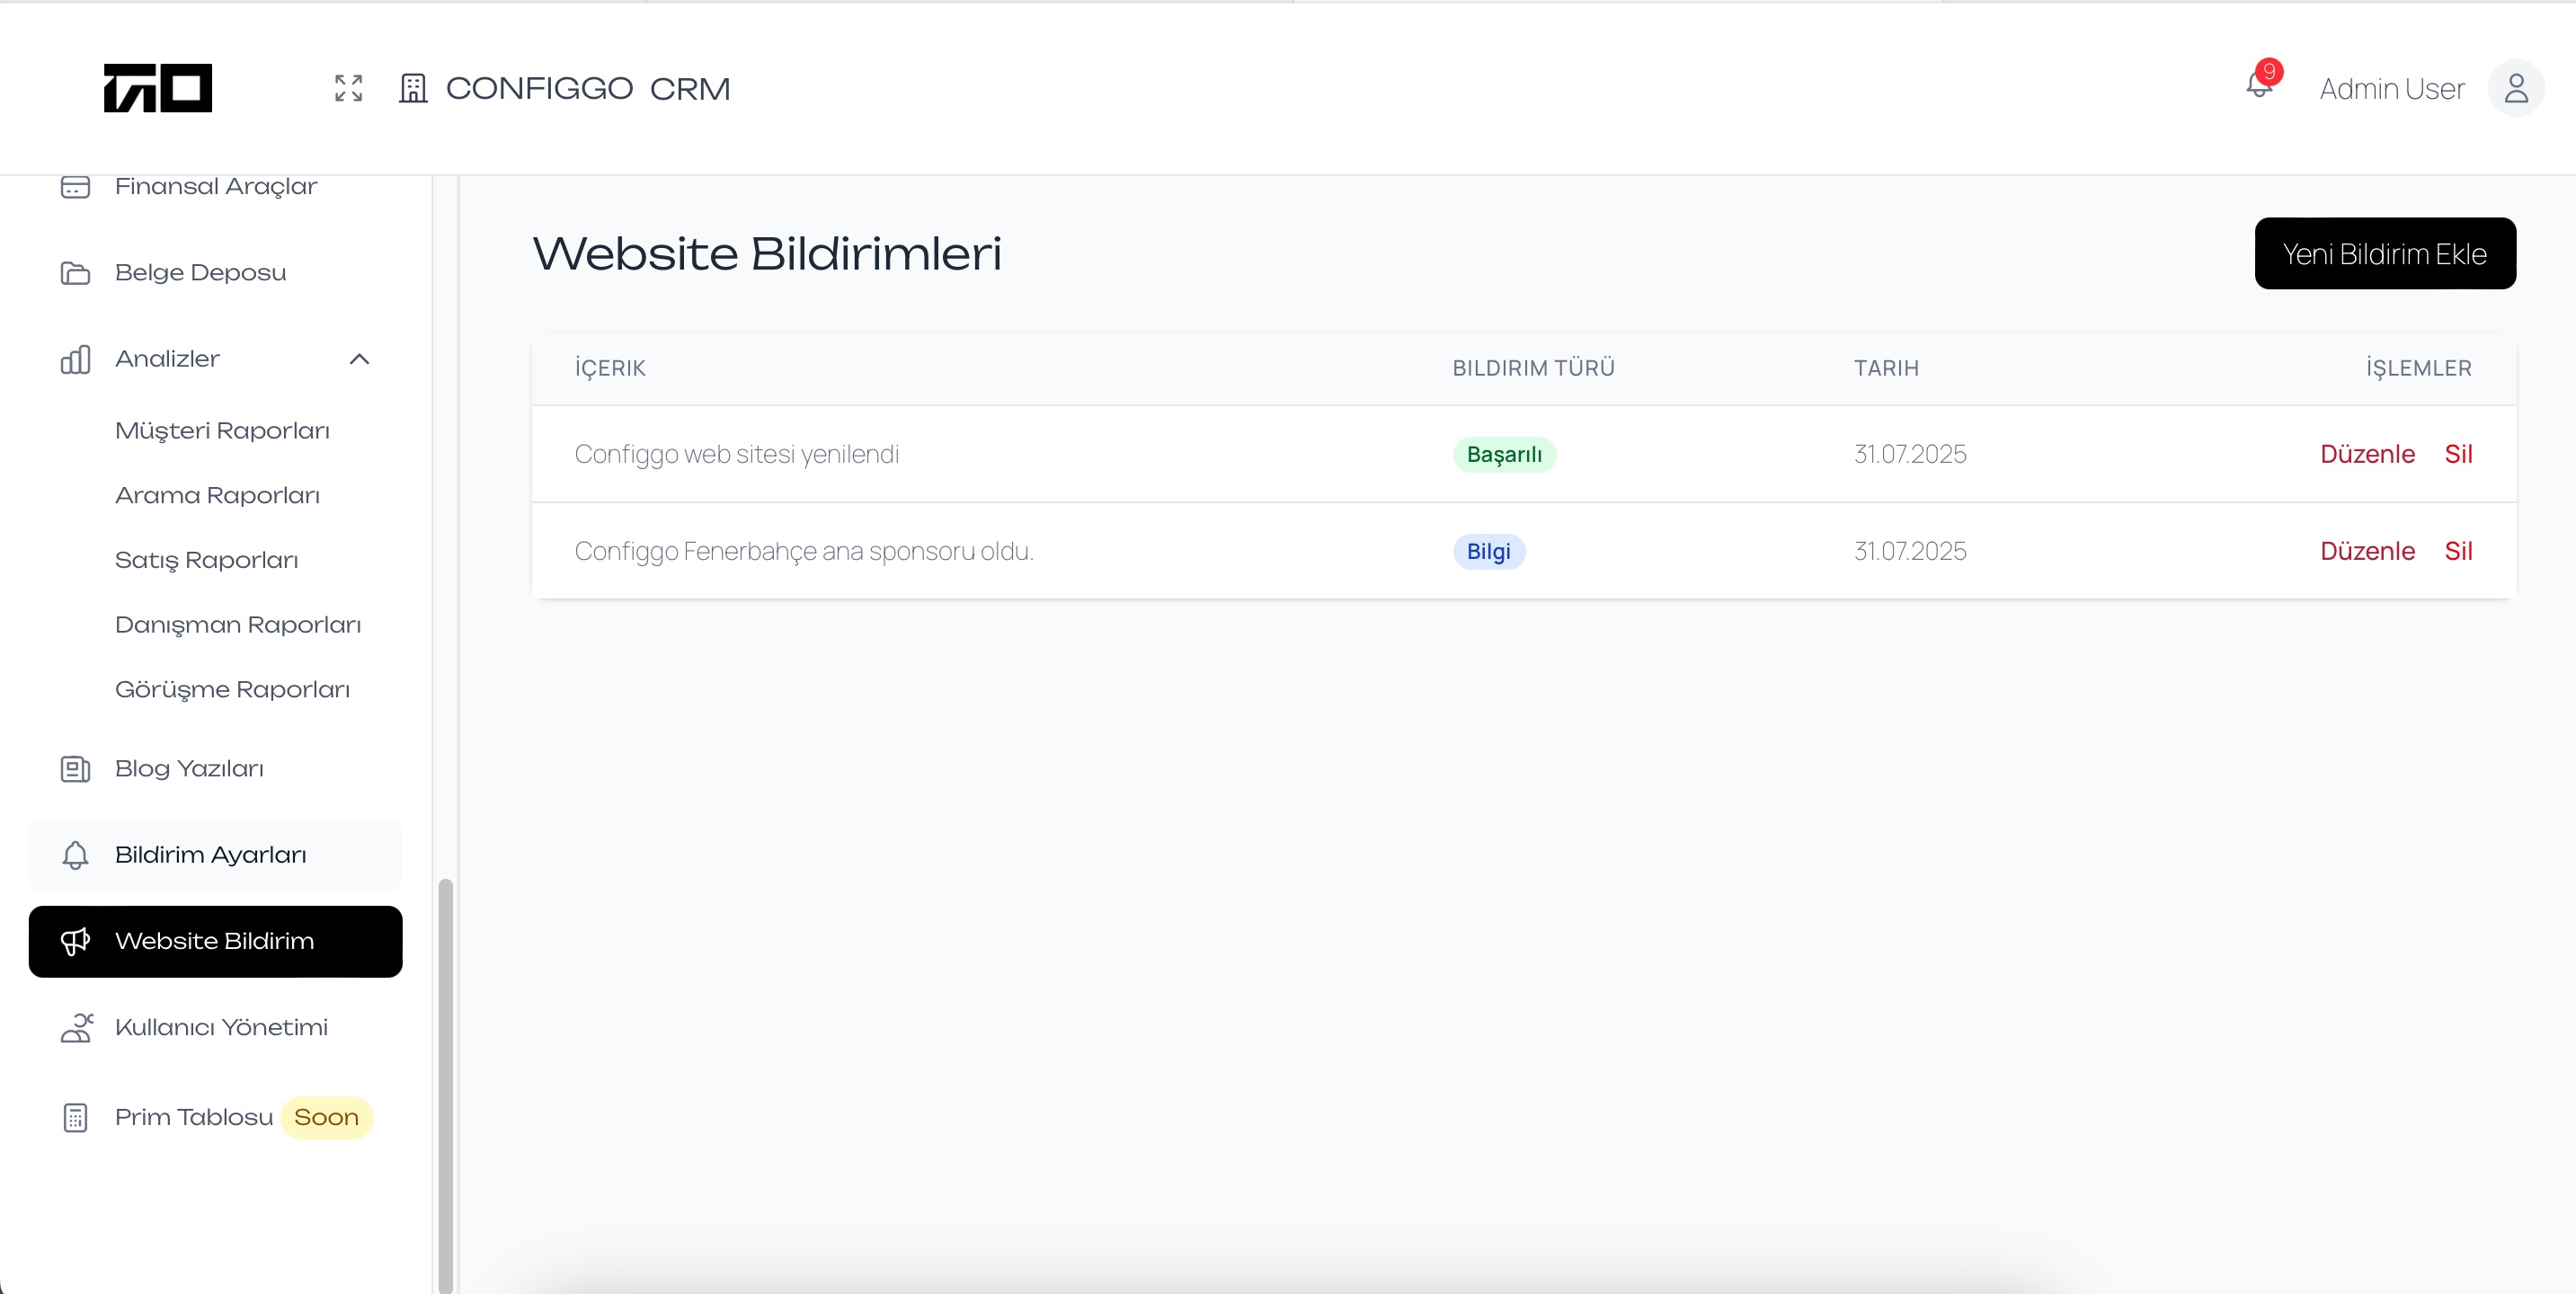 GO
CONFIGGO CRM
9
Admin User
Finansal Araçlar
Belge Deposu
Analizler
Müşteri Raporları
Arama Raporları
Satış Raporları
Danışman Raporları
Görüşme Raporları
Blog Yazıları
Bildirim Ayarları
Website Bildirim
Kullanıcı Yönetimi
Prim Tablosu Soon
Website Bildirimleri
Yeni Bildirim Ekle
İÇERIK BILDIRIM TÜRÜ TARIH İŞLEMLER
Configgo web sitesi yenilendi Başarılı 31.07.2025 Düzenle Sil
Configgo Fenerbahçe ana sponsoru oldu. Bilgi 31.07.2025 Düzenle Sil